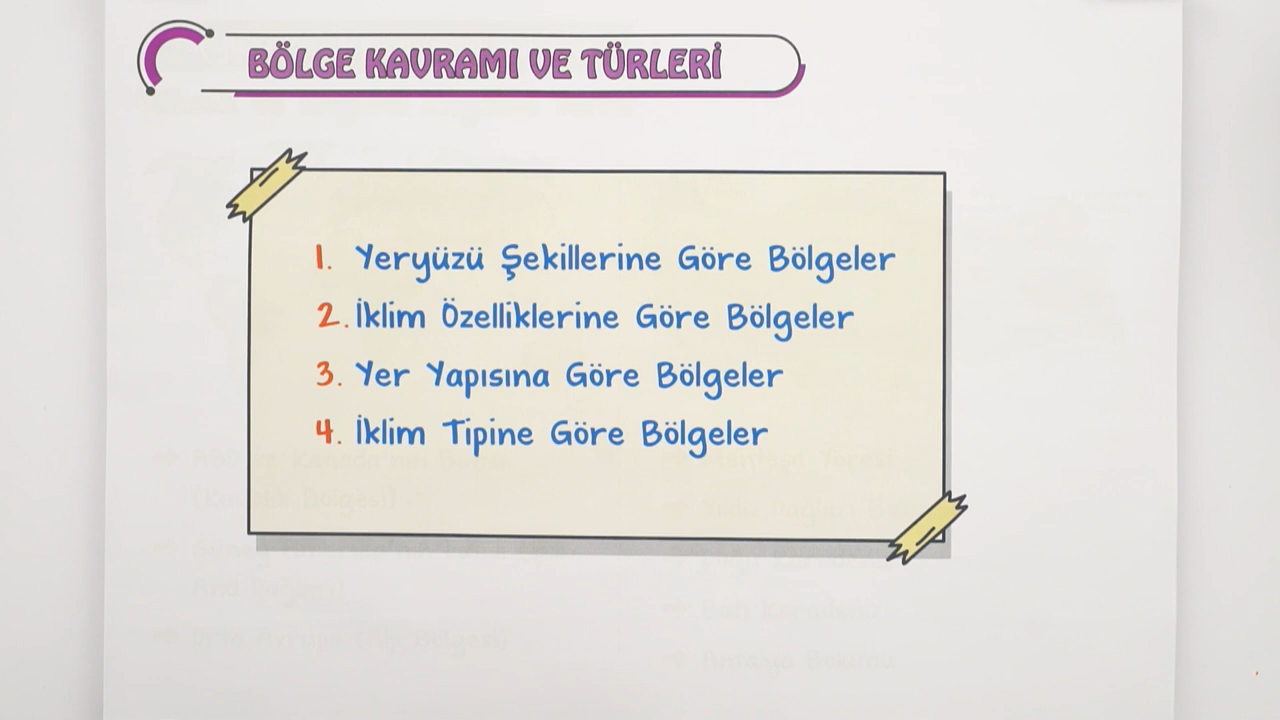 BÖLGE KAVRAMI VE TÜRLERİ
1. Yeryüzü Şekillerine Göre Bölgeler
2. İklim Özelliklerine Göre Bölgeler
3. Yer Yapısına Göre Bölgeler
4. İklim Tipine Göre Bölgeler